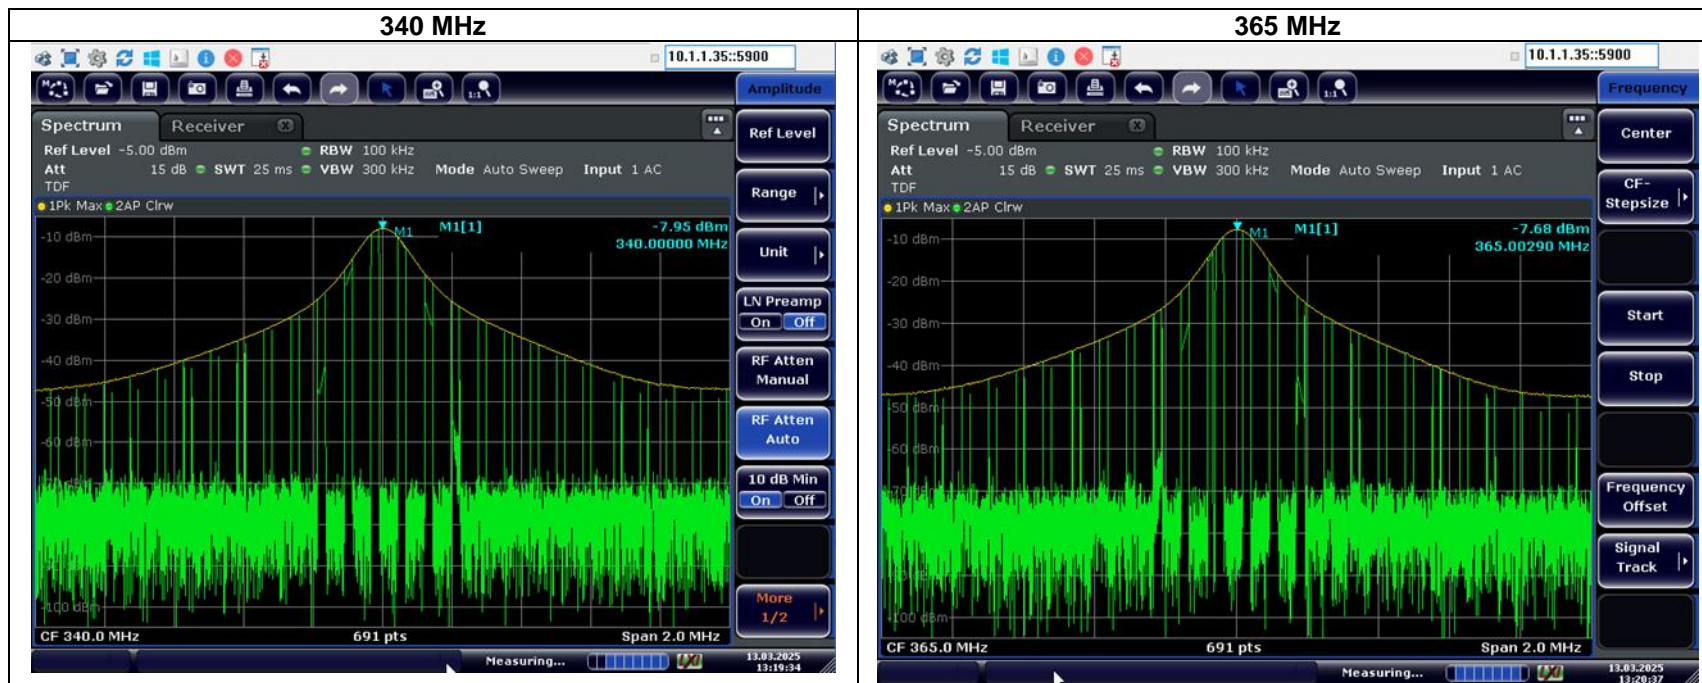 340 MHz
365 MHz
10.1.1.35::5900
Amplitude
Spectrum
Receiver
Ref Level -5.00 dBm
RBW 100 kHz
Att 15 dB SWT 25 ms VBW 300 kHz Mode Auto Sweep Input 1 AC
TDF
1Pk Max 2AP Clrw
M1
M1[1]
-7.95 dBm
340.00000 MHz
-10 dBm
-20 dBm
-30 dBm
-40 dBm
-50 dBm
-60 dBm
-100 dBm
CF 340.0 MHz
691 pts
Span 2.0 MHz
Measuring...
13.03.2025
13:19:34
Ref Level
Range
Unit
LN Preamp
On Off
RF Atten
Manual
RF Atten
Auto
10 dB Min
On Off
More
1/2
10.1.1.35::5900
Frequency
Spectrum
Receiver
Ref Level -5.00 dBm
RBW 100 kHz
Att 15 dB SWT 25 ms VBW 300 kHz Mode Auto Sweep Input 1 AC
TDF
1Pk Max 2AP Clrw
M1
M1[1]
-7.68 dBm
365.00290 MHz
-10 dBm
-20 dBm
-30 dBm
-40 dBm
-50 dBm
-60 dBm
-70 dBm
-100 dBm
CF 365.0 MHz
691 pts
Span 2.0 MHz
Measuring...
13.03.2025
13:20:37
Center
CF-
Stepsize
Start
Stop
Frequency
Offset
Signal
Track